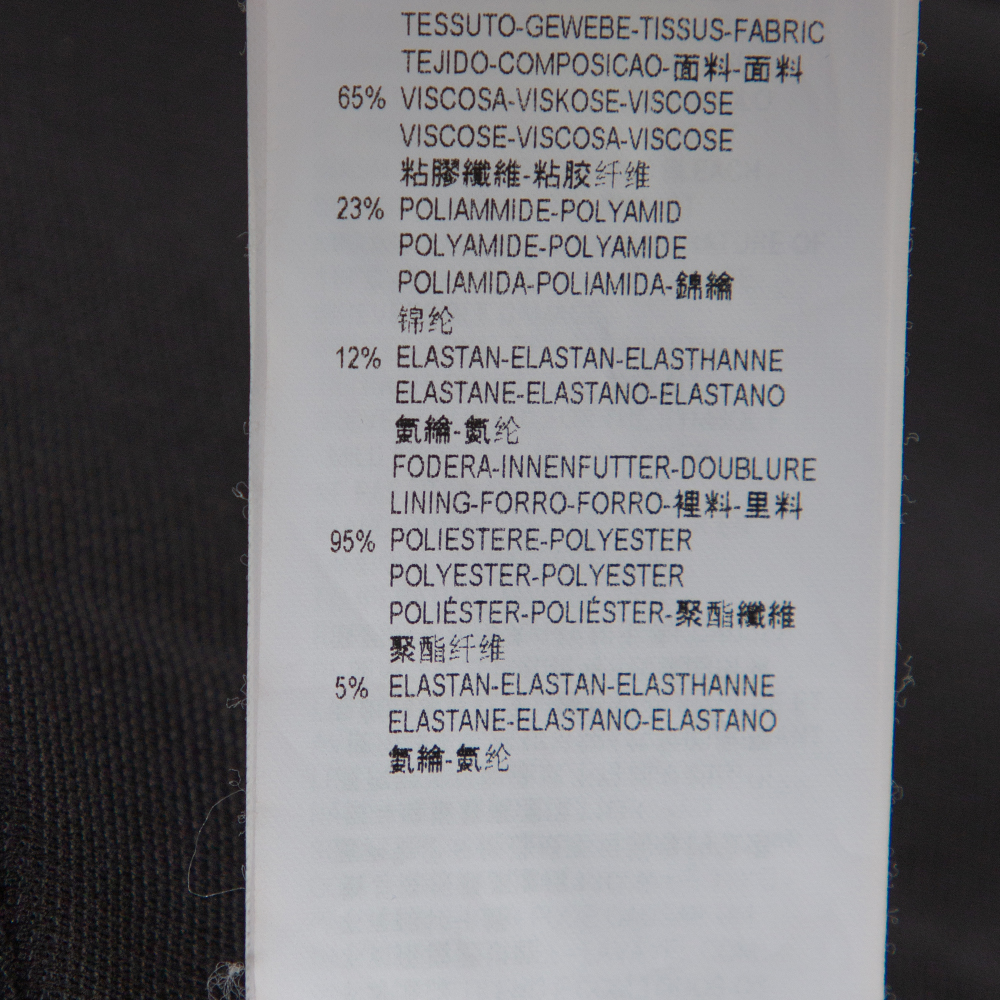 TESSUTO-GEWEBE-TISSUS-FABRIC
TEJIDO-COMPOSICAO-面料-面料
65% VISCOSA-VISKOSE-VISCOSE
VISCOSE-VISCOSA-VISCOSE
粘膠纖維-粘胶纤维
23% POLIAMMIDE-POLYAMID
POLYAMIDE-POLYAMIDE
POLIAMIDA-POLIAMIDA-錦綸
锦纶
12% ELASTAN-ELASTAN-ELASTHANNE
ELASTANE-ELASTANO-ELASTANO
氨綸-氨纶
FODERA-INNENFUTTER-DOUBLURE
LINING-FORRO-FORRO-裡料-里料
95% POLIESTERE-POLYESTER
POLYESTER-POLYESTER
POLIÉSTER-POLIÉSTER-聚酯纖維
聚酯纤维
5% ELASTAN-ELASTAN-ELASTHANNE
ELASTANE-ELASTANO-ELASTANO
氨綸-氨纶